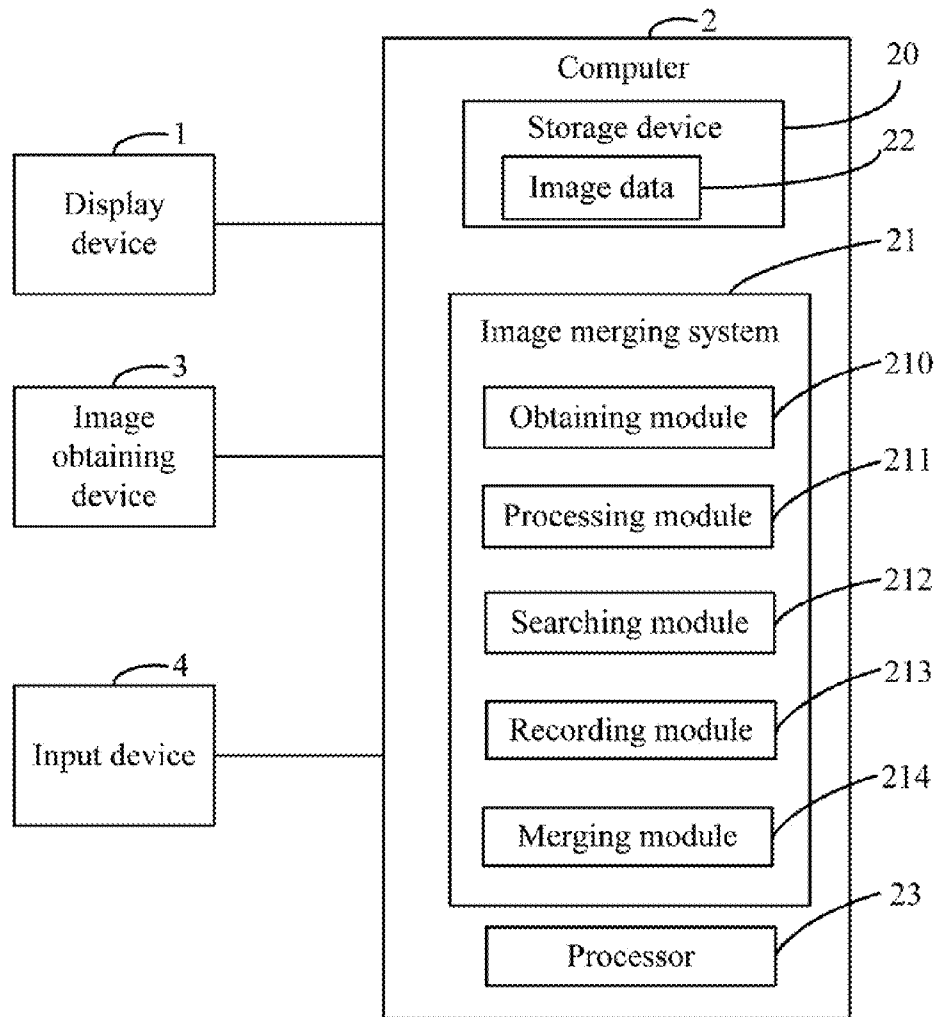 2
Computer
20
Storage device
22
Image data
1
Display
device
21
Image merging system
210
Obtaining module
3
Image
obtaining
device
211
Processing module
212
Searching module
4
Input device
213
Recording module
214
Merging module
23
Processor